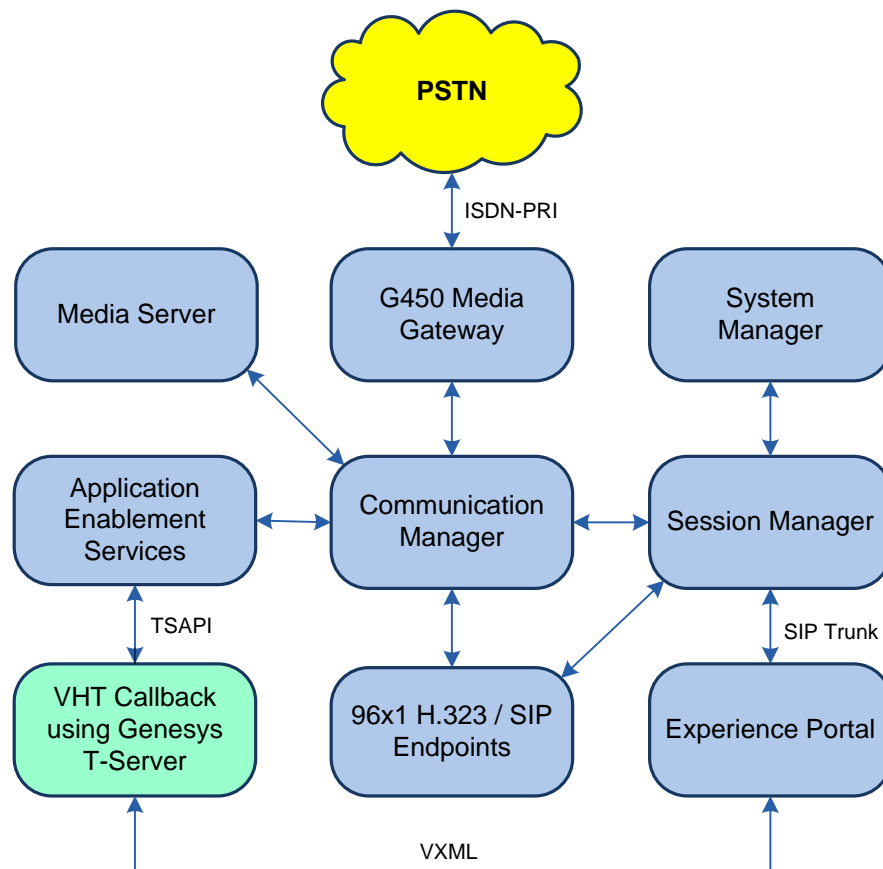 PSTN
ISDN-PRI
Media Server
G450 Media
Gateway
System
Manager
Application
Enablement
Services
Communication
Manager
Session Manager
TSAPI
SIP Trunk
VHT Callback
using Genesys
T-Server
96x1 H.323 / SIP
Endpoints
Experience Portal
VXML